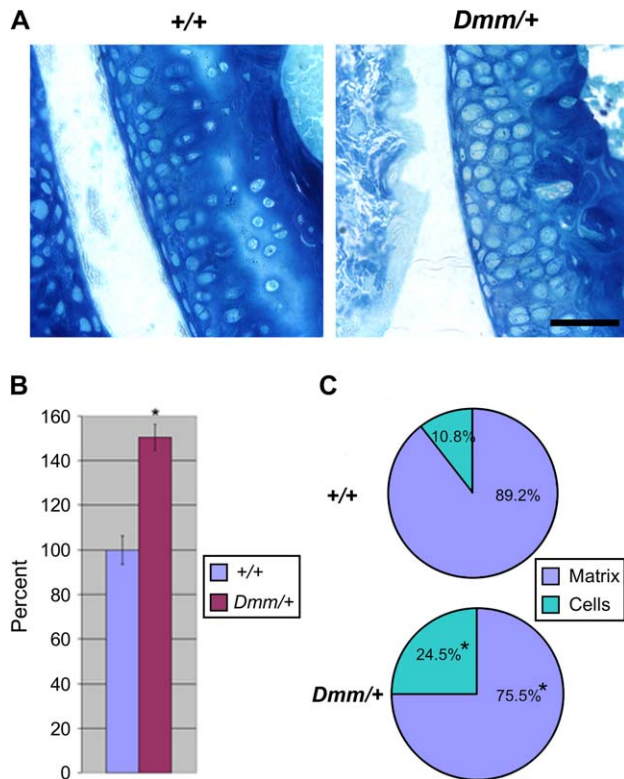 A
+/+
Dmm/+
B
160
140
120
100
80
60
40
20
0
Percent
*
+/+
Dmm/+
C
+/+
10.8%
89.2%
Matrix
Cells
Dmm/+
24.5%*
75.5%*